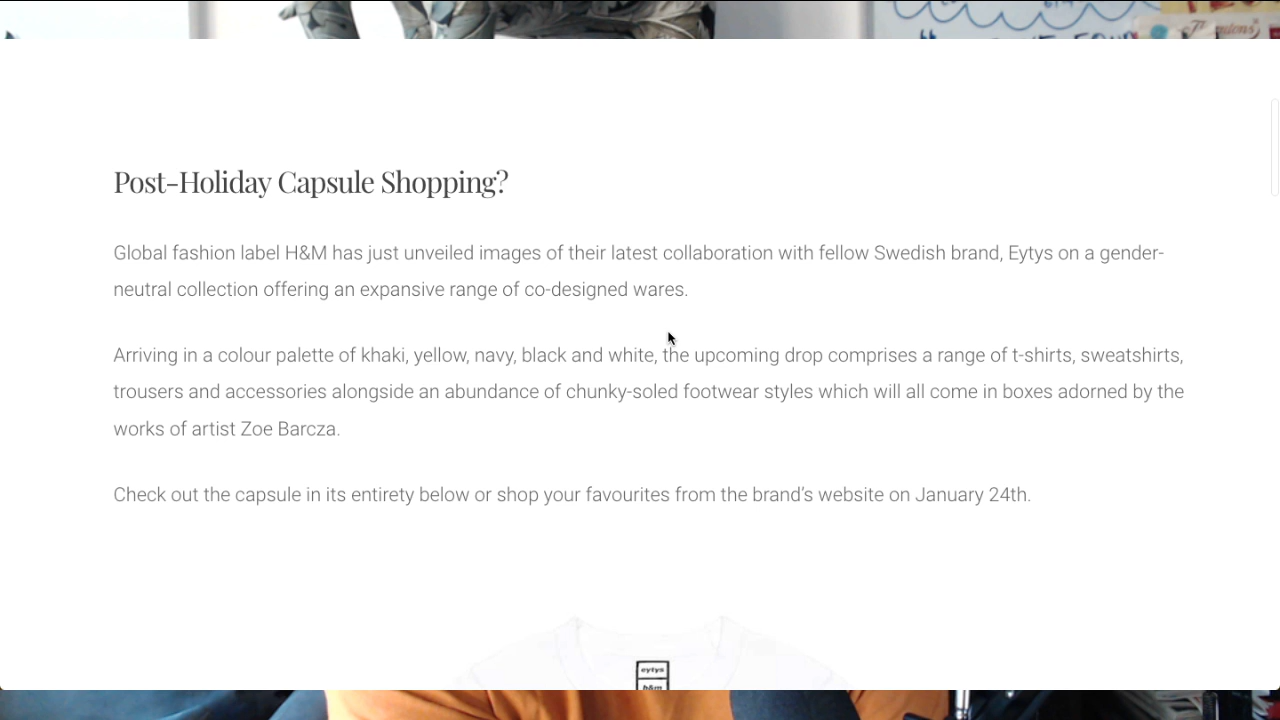 Post-Holiday Capsule Shopping?
Global fashion label H&M has just unveiled images of their latest collaboration with fellow Swedish brand, Eytys on a gender-
neutral collection offering an expansive range of co-designed wares.
Arriving in a colour palette of khaki, yellow, navy, black and white, the upcoming drop comprises a range of t-shirts, sweatshirts,
trousers and accessories alongside an abundance of chunky-soled footwear styles which will all come in boxes adorned by the
works of artist Zoe Barcza.
Check out the capsule in its entirety below or shop your favourites from the brand’s website on January 24th.
eytys
h&m